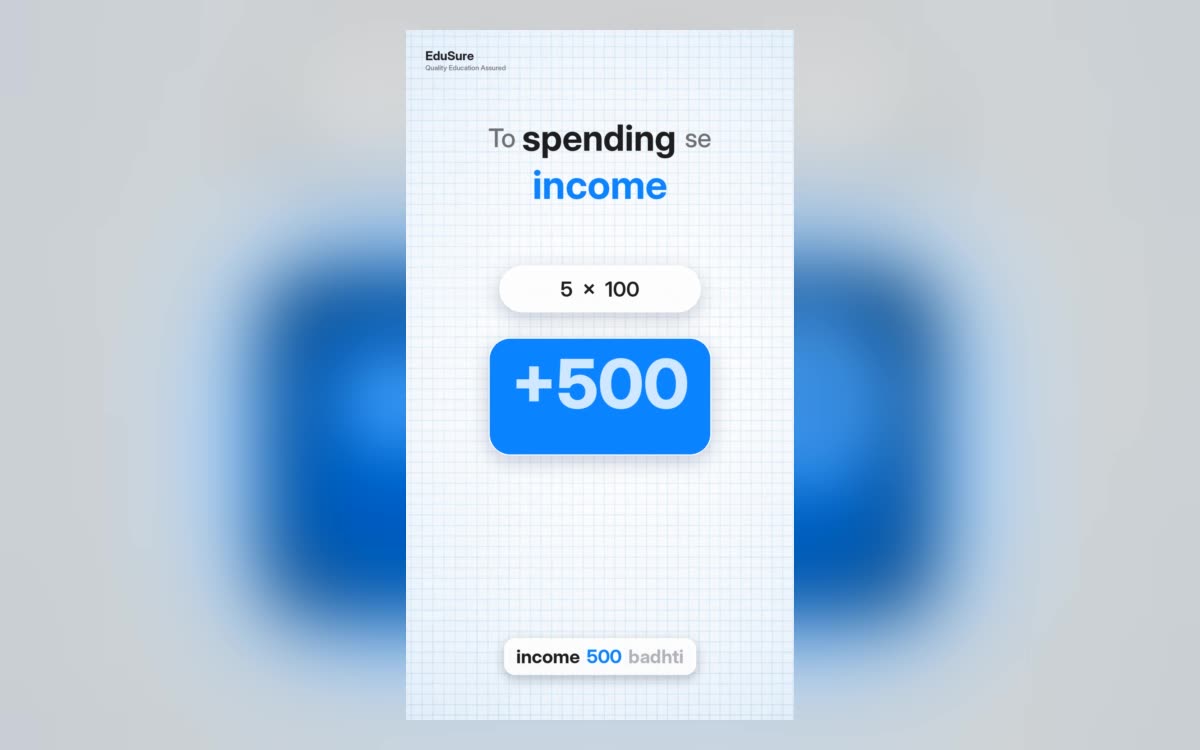 EduSure
Quality Education Assured
To spending se
income
5 × 100
+500
income 500 badhti